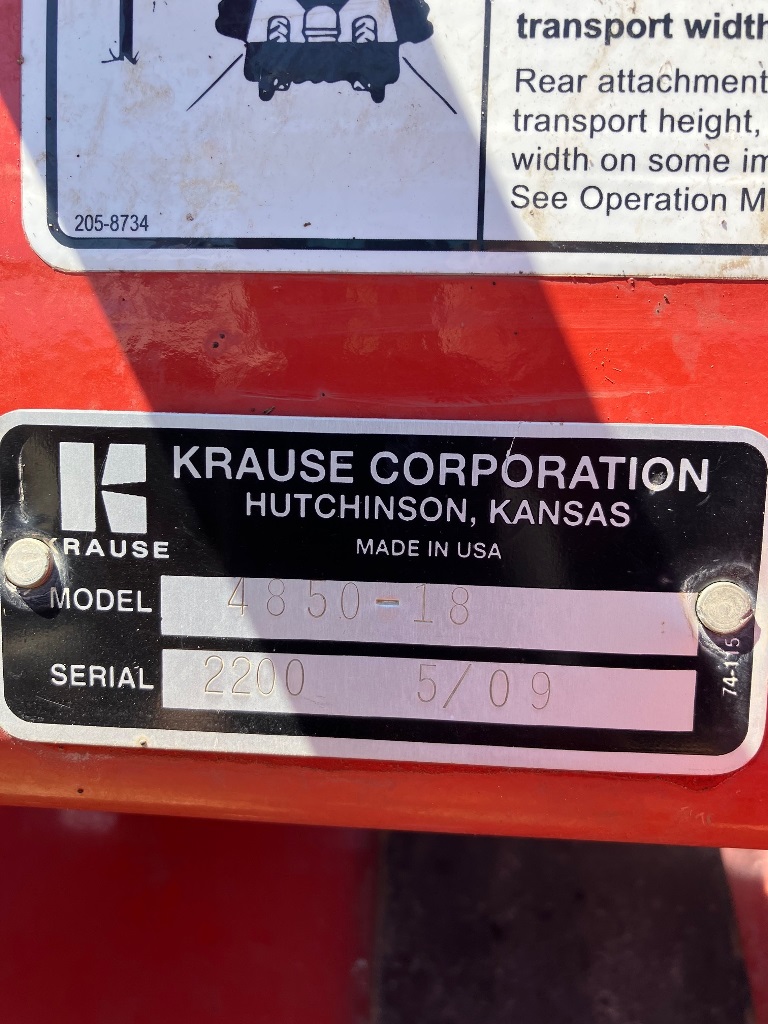 transport width
Rear attachment
transport height,
width on some im
See Operation M
205-8734
KRAUSE CORPORATION
HUTCHINSON, KANSAS
KRAUSE
MADE IN USA
MODEL 4850-18
SERIAL 2200 5/09
74-115